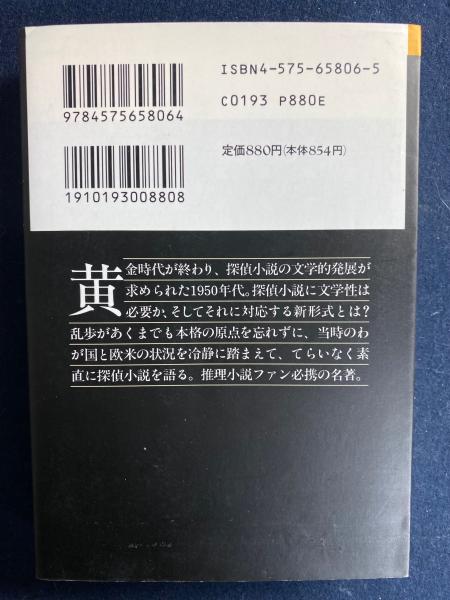 ISBN4-575-65806-5
C0193 P880E
9784575658064
定価880円(本体854円)
1910193008808
黄金時代が終わり、探偵小説の文学的発展が
求められた1950年代。探偵小説に文学性は
必要か、そしてそれに対応する新形式とは?
乱歩があくまでも本格の原点を忘れずに、当時のわ
が国と欧米の状況を冷静に踏まえて、てらいなく素
直に探偵小説を語る。推理小説ファン必携の名著。